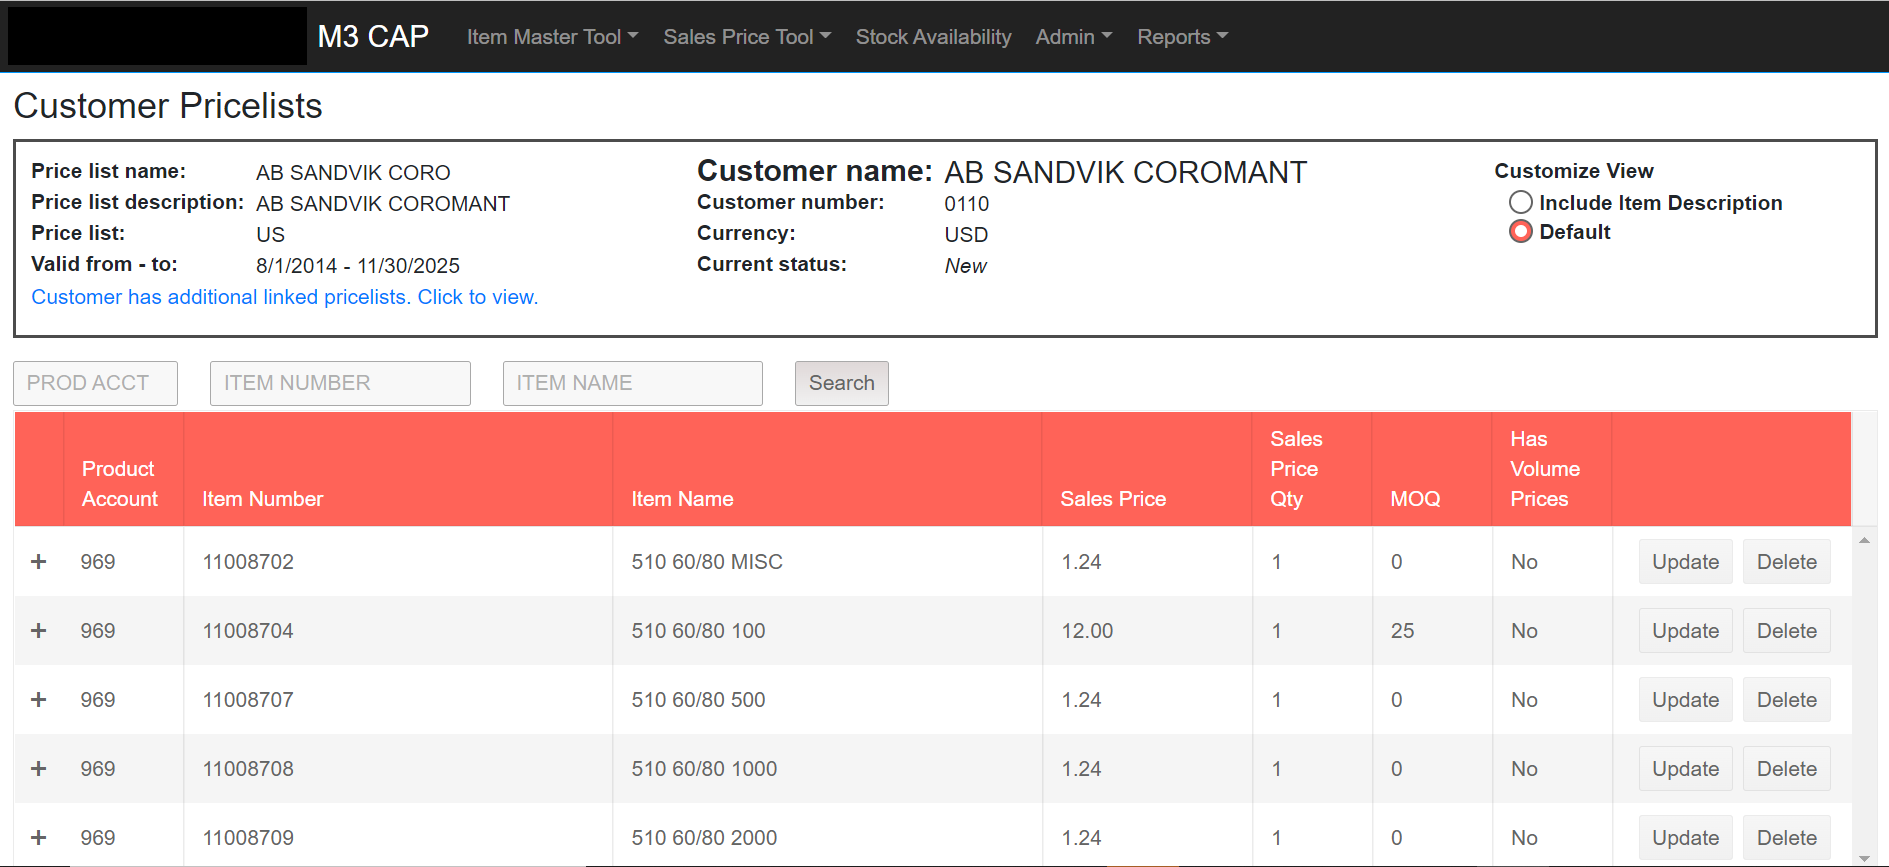 M3 CAP Item Master Tool Sales Price Tool Stock Availability Admin Reports
Customer Pricelists
Price list name: AB SANDVIK CORO
Price list description: AB SANDVIK COROMANT
Price list: US
Valid from - to: 8/1/2014 - 11/30/2025
Customer has additional linked pricelists. Click to view.
Customer name: AB SANDVIK COROMANT
Customer number: 0110
Currency: USD
Current status: New
Customize View
Include Item Description
Default
PROD ACCT ITEM NUMBER ITEM NAME Search
Product Account Item Number Item Name Sales Price Sales Price Qty MOQ Has Volume Prices
+ 969 11008702 510 60/80 MISC 1.24 1 0 No Update Delete
+ 969 11008704 510 60/80 100 12.00 1 25 No Update Delete
+ 969 11008707 510 60/80 500 1.24 1 0 No Update Delete
+ 969 11008708 510 60/80 1000 1.24 1 0 No Update Delete
+ 969 11008709 510 60/80 2000 1.24 1 0 No Update Delete